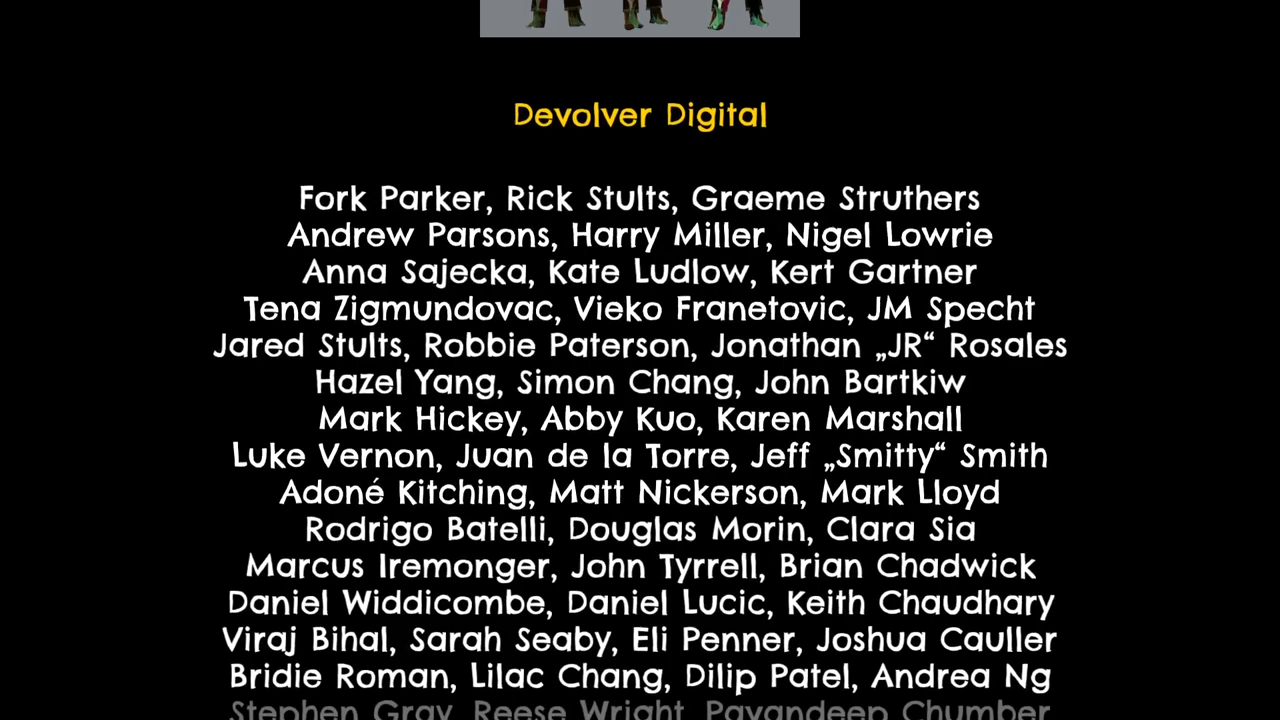 Devolver Digital
Fork Parker, Rick Stults, Graeme Struthers
Andrew Parsons, Harry Miller, Nigel Lowrie
Anna Sajecka, Kate Ludlow, Kert Gartner
Tena Zigmundovac, Vieko Franetovic, JM Specht
Jared Stults, Robbie Paterson, Jonathan „JR“ Rosales
Hazel Yang, Simon Chang, John Bartkiw
Mark Hickey, Abby Kuo, Karen Marshall
Luke Vernon, Juan de la Torre, Jeff „Smitty“ Smith
Adoné Kitching, Matt Nickerson, Mark Lloyd
Rodrigo Batelli, Douglas Morin, Clara Sia
Marcus Iremonger, John Tyrrell, Brian Chadwick
Daniel Widdicombe, Daniel Lucic, Keith Chaudhary
Viraj Bihal, Sarah Seaby, Eli Penner, Joshua Cauller
Bridie Roman, Lilac Chang, Dilip Patel, Andrea Ng
Stephen Gray, Reese Wright, Pavandeep Chumber